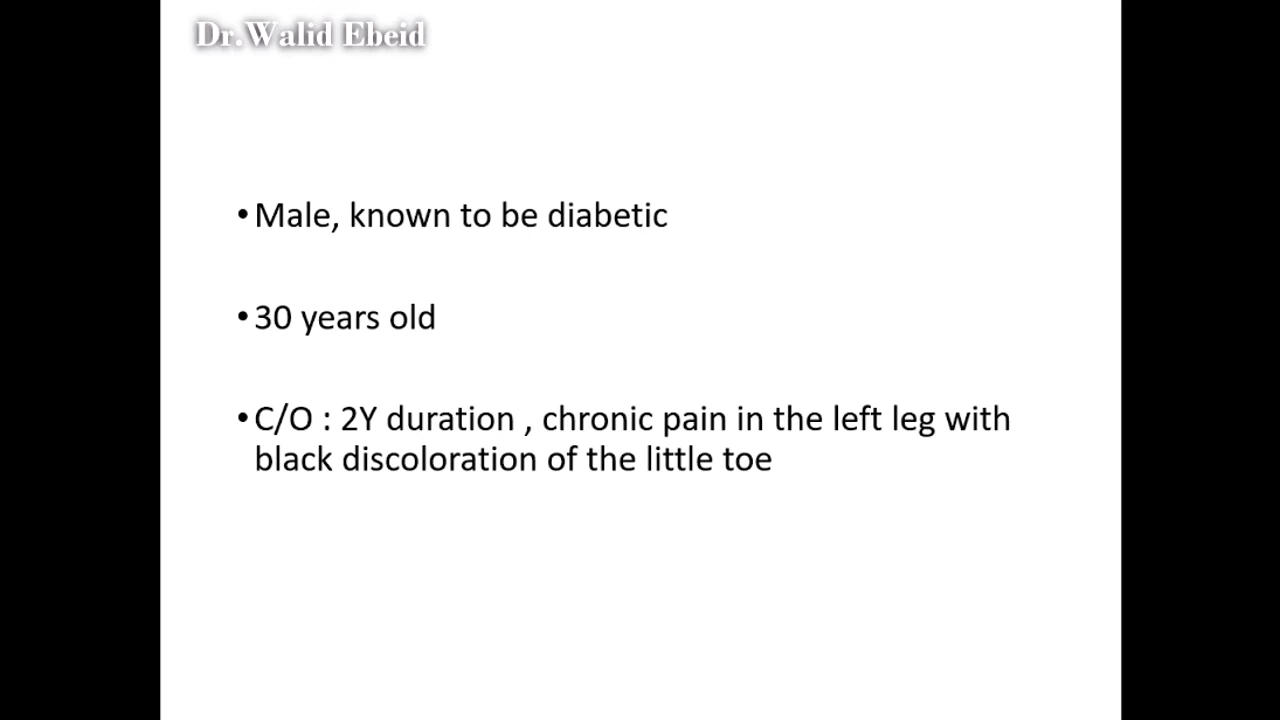 Dr.Walid Ebeid
•Male, known to be diabetic
•30 years old
•C/O : 2Y duration , chronic pain in the left leg with
black discoloration of the little toe